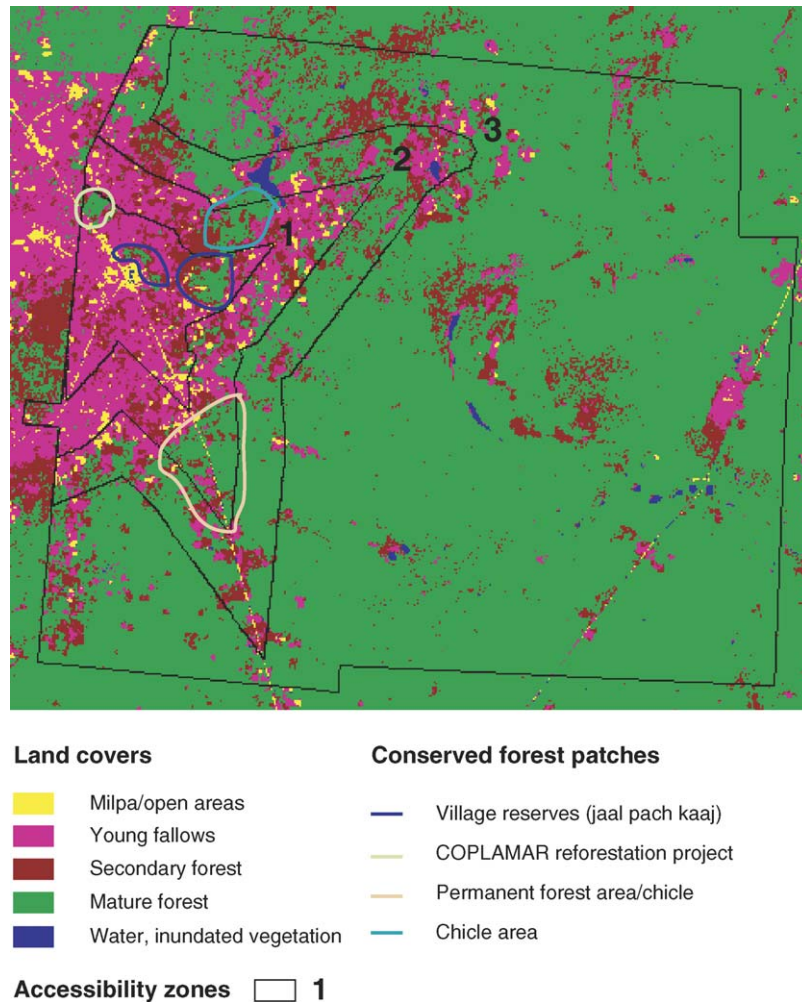 3
2
1
Land covers
Milpa/open areas
Young fallows
Secondary forest
Mature forest
Water, inundated vegetation
Conserved forest patches
Village reserves (jaal pach kaaj)
COPLAMAR reforestation project
Permanent forest area/chicle
Chicle area
Accessibility zones 1